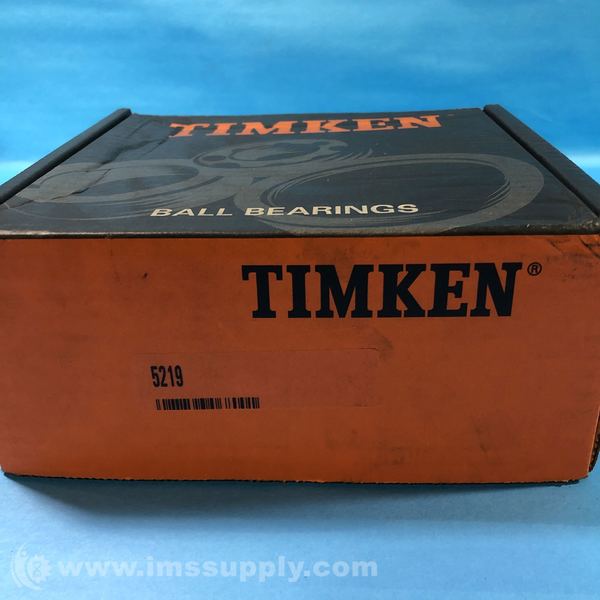 TIMKEN
BALL BEARINGS
TIMKEN®
5219
www.imssupply.com